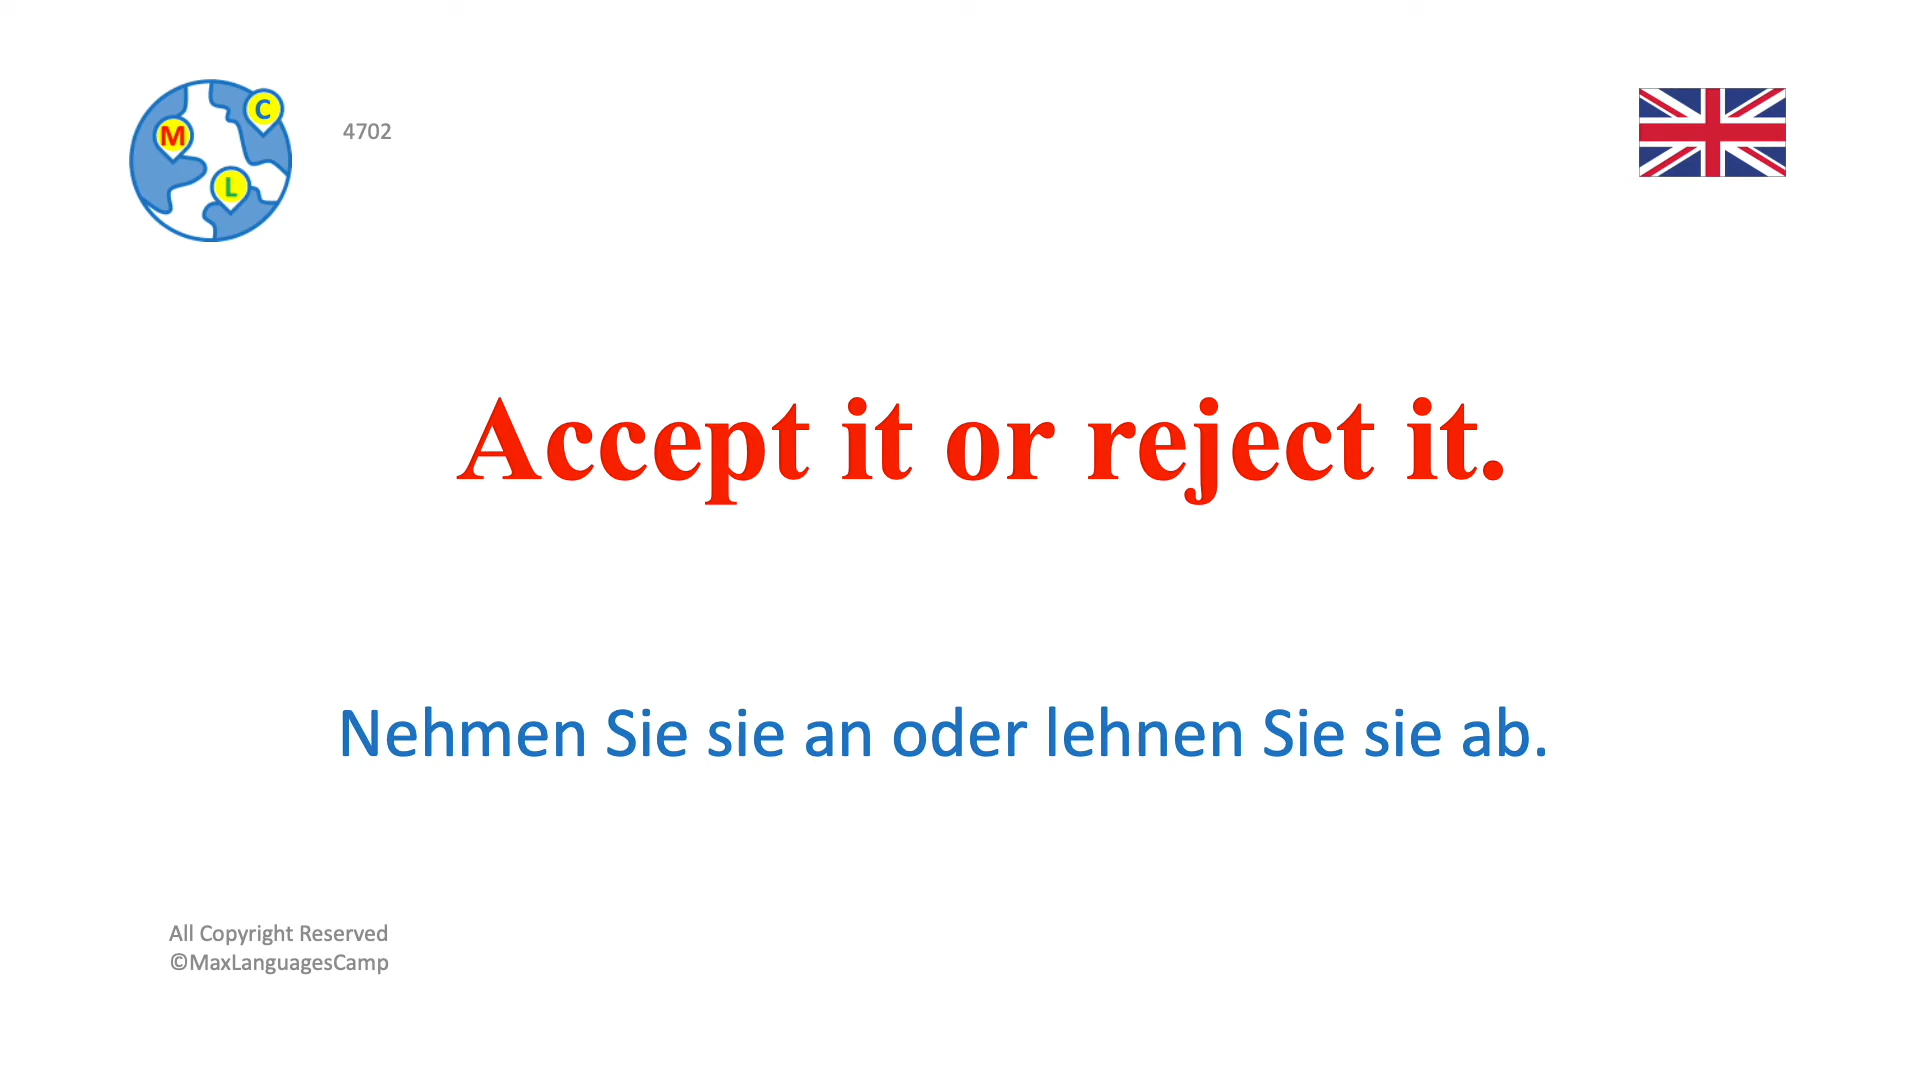 C
M
L
4702
Accept it or reject it.
Nehmen Sie sie an oder lehnen Sie sie ab.
All Copyright Reserved
©MaxLanguagesCamp